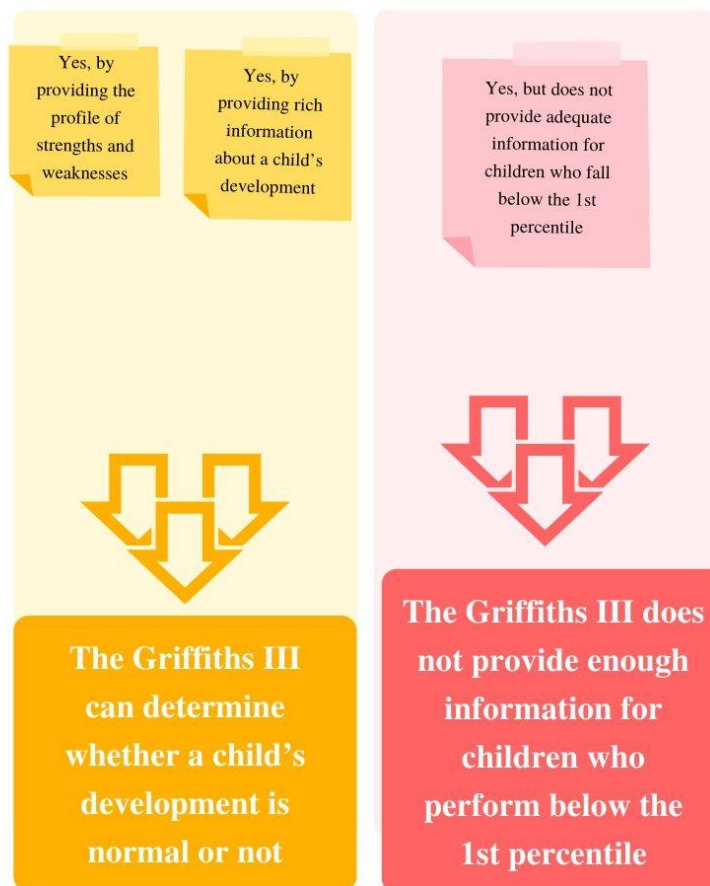 Yes, by
providing the
profile of
strengths and
weaknesses
Yes, by
providing rich
information
about a child's
development
Yes, but does not
provide adequate
information for
children who fall
below the 1st
percentile
The Griffiths III
can determine
whether a child's
development is
normal or not
The Griffiths III does
not provide enough
information for
children who
perform below the
1st percentile